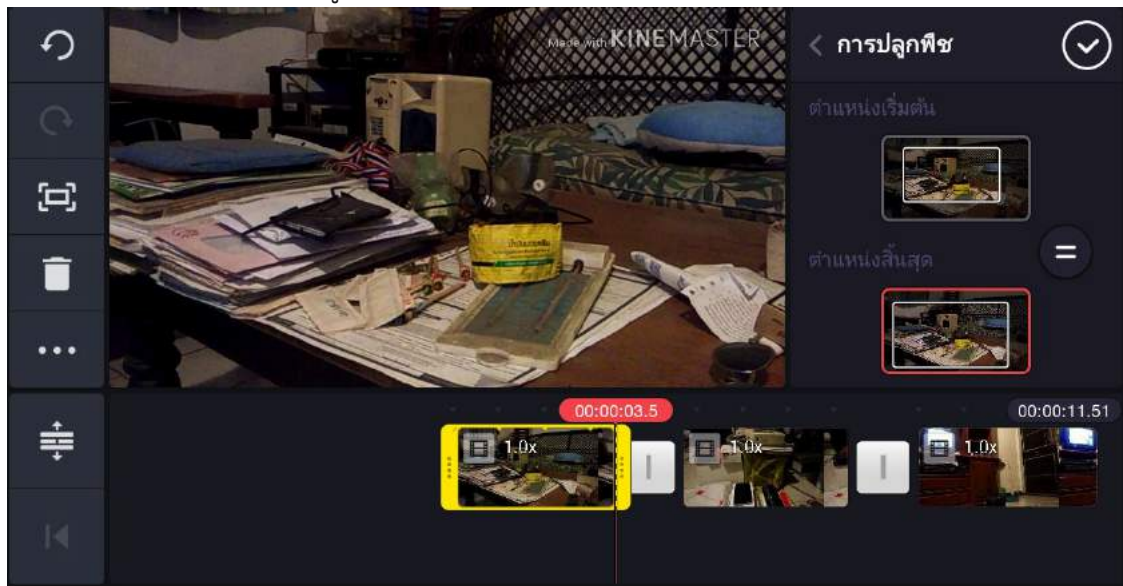 Made with KINEMASTER
การปลูกพืช
ตำแหน่งเริ่มต้น
ตำแหน่งสิ้นสุด
00:00:03.5
00:00:11.51
1.0x
1.0x
1.0x